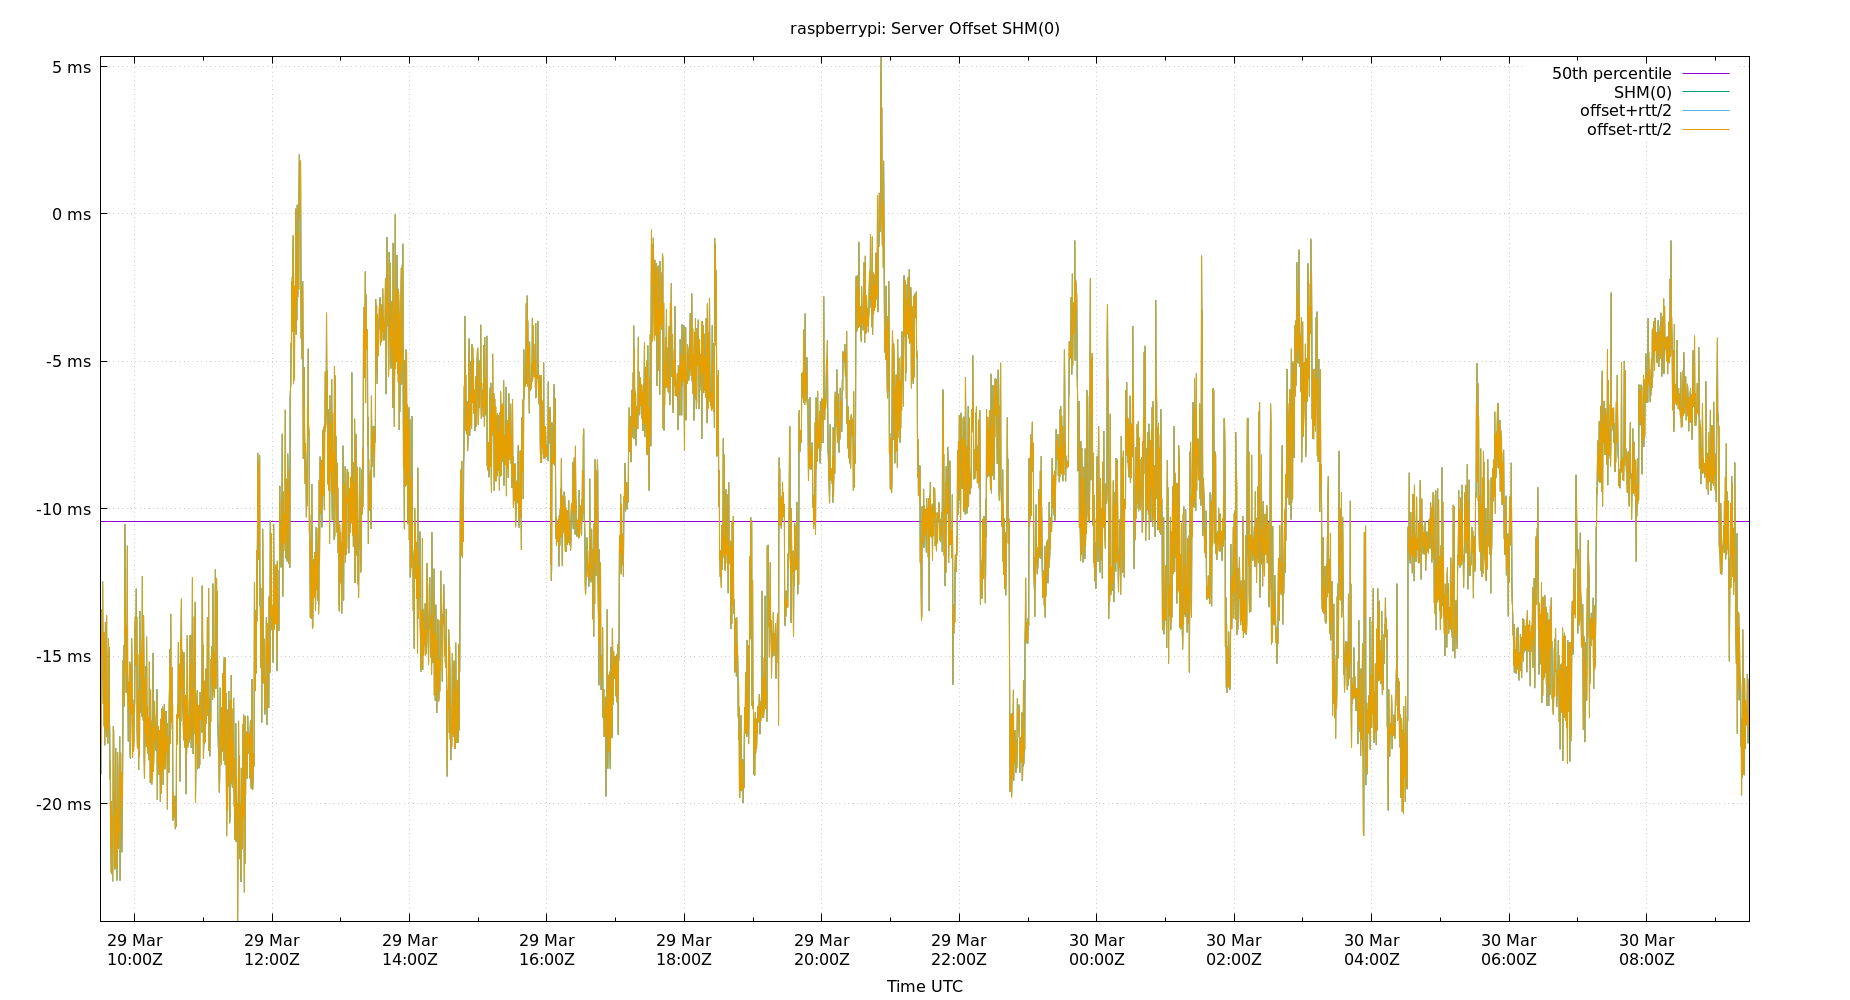 raspberrypi: Server Offset SHM(0)
5 ms
0 ms
-5 ms
-10 ms
-15 ms
-20 ms
50th percentile
SHM(0)
offset+rtt/2
offset-rtt/2
29 Mar 29 Mar 29 Mar 29 Mar 29 Mar 29 Mar 29 Mar 30 Mar 30 Mar 30 Mar 30 Mar 30 Mar
10:00Z 12:00Z 14:00Z 16:00Z 18:00Z 20:00Z 22:00Z 00:00Z 02:00Z 04:00Z 06:00Z 08:00Z
Time UTC